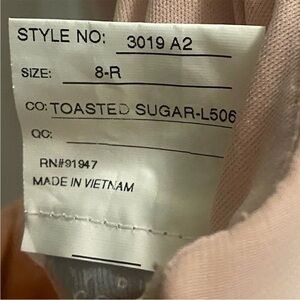 STYLE NO: 3019 A2
SIZE: 8-R
CO: TOASTED SUGAR-L506
QC:
RN#91947
MADE IN VIETNAM